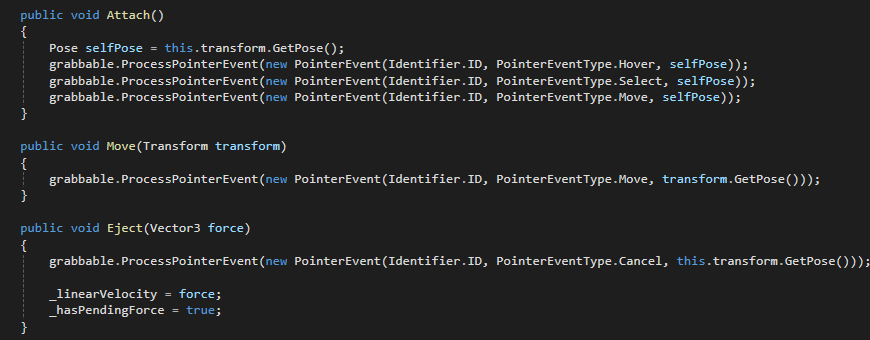 public void Attach()
{
    Pose selfPose = this.transform.GetPose();
    grabbable.ProcessPointerEvent(new PointerEvent(Identifier.ID, PointerEventType.Hover, selfPose));
    grabbable.ProcessPointerEvent(new PointerEvent(Identifier.ID, PointerEventType.Select, selfPose));
    grabbable.ProcessPointerEvent(new PointerEvent(Identifier.ID, PointerEventType.Move, selfPose));
}
public void Move(Transform transform)
{
    grabbable.ProcessPointerEvent(new PointerEvent(Identifier.ID, PointerEventType.Move, transform.GetPose()));
}
public void Eject(Vector3 force)
{
    grabbable.ProcessPointerEvent(new PointerEvent(Identifier.ID, PointerEventType.Cancel, this.transform.GetPose()));
    _linearVelocity = force;
    _hasPendingForce = true;
}